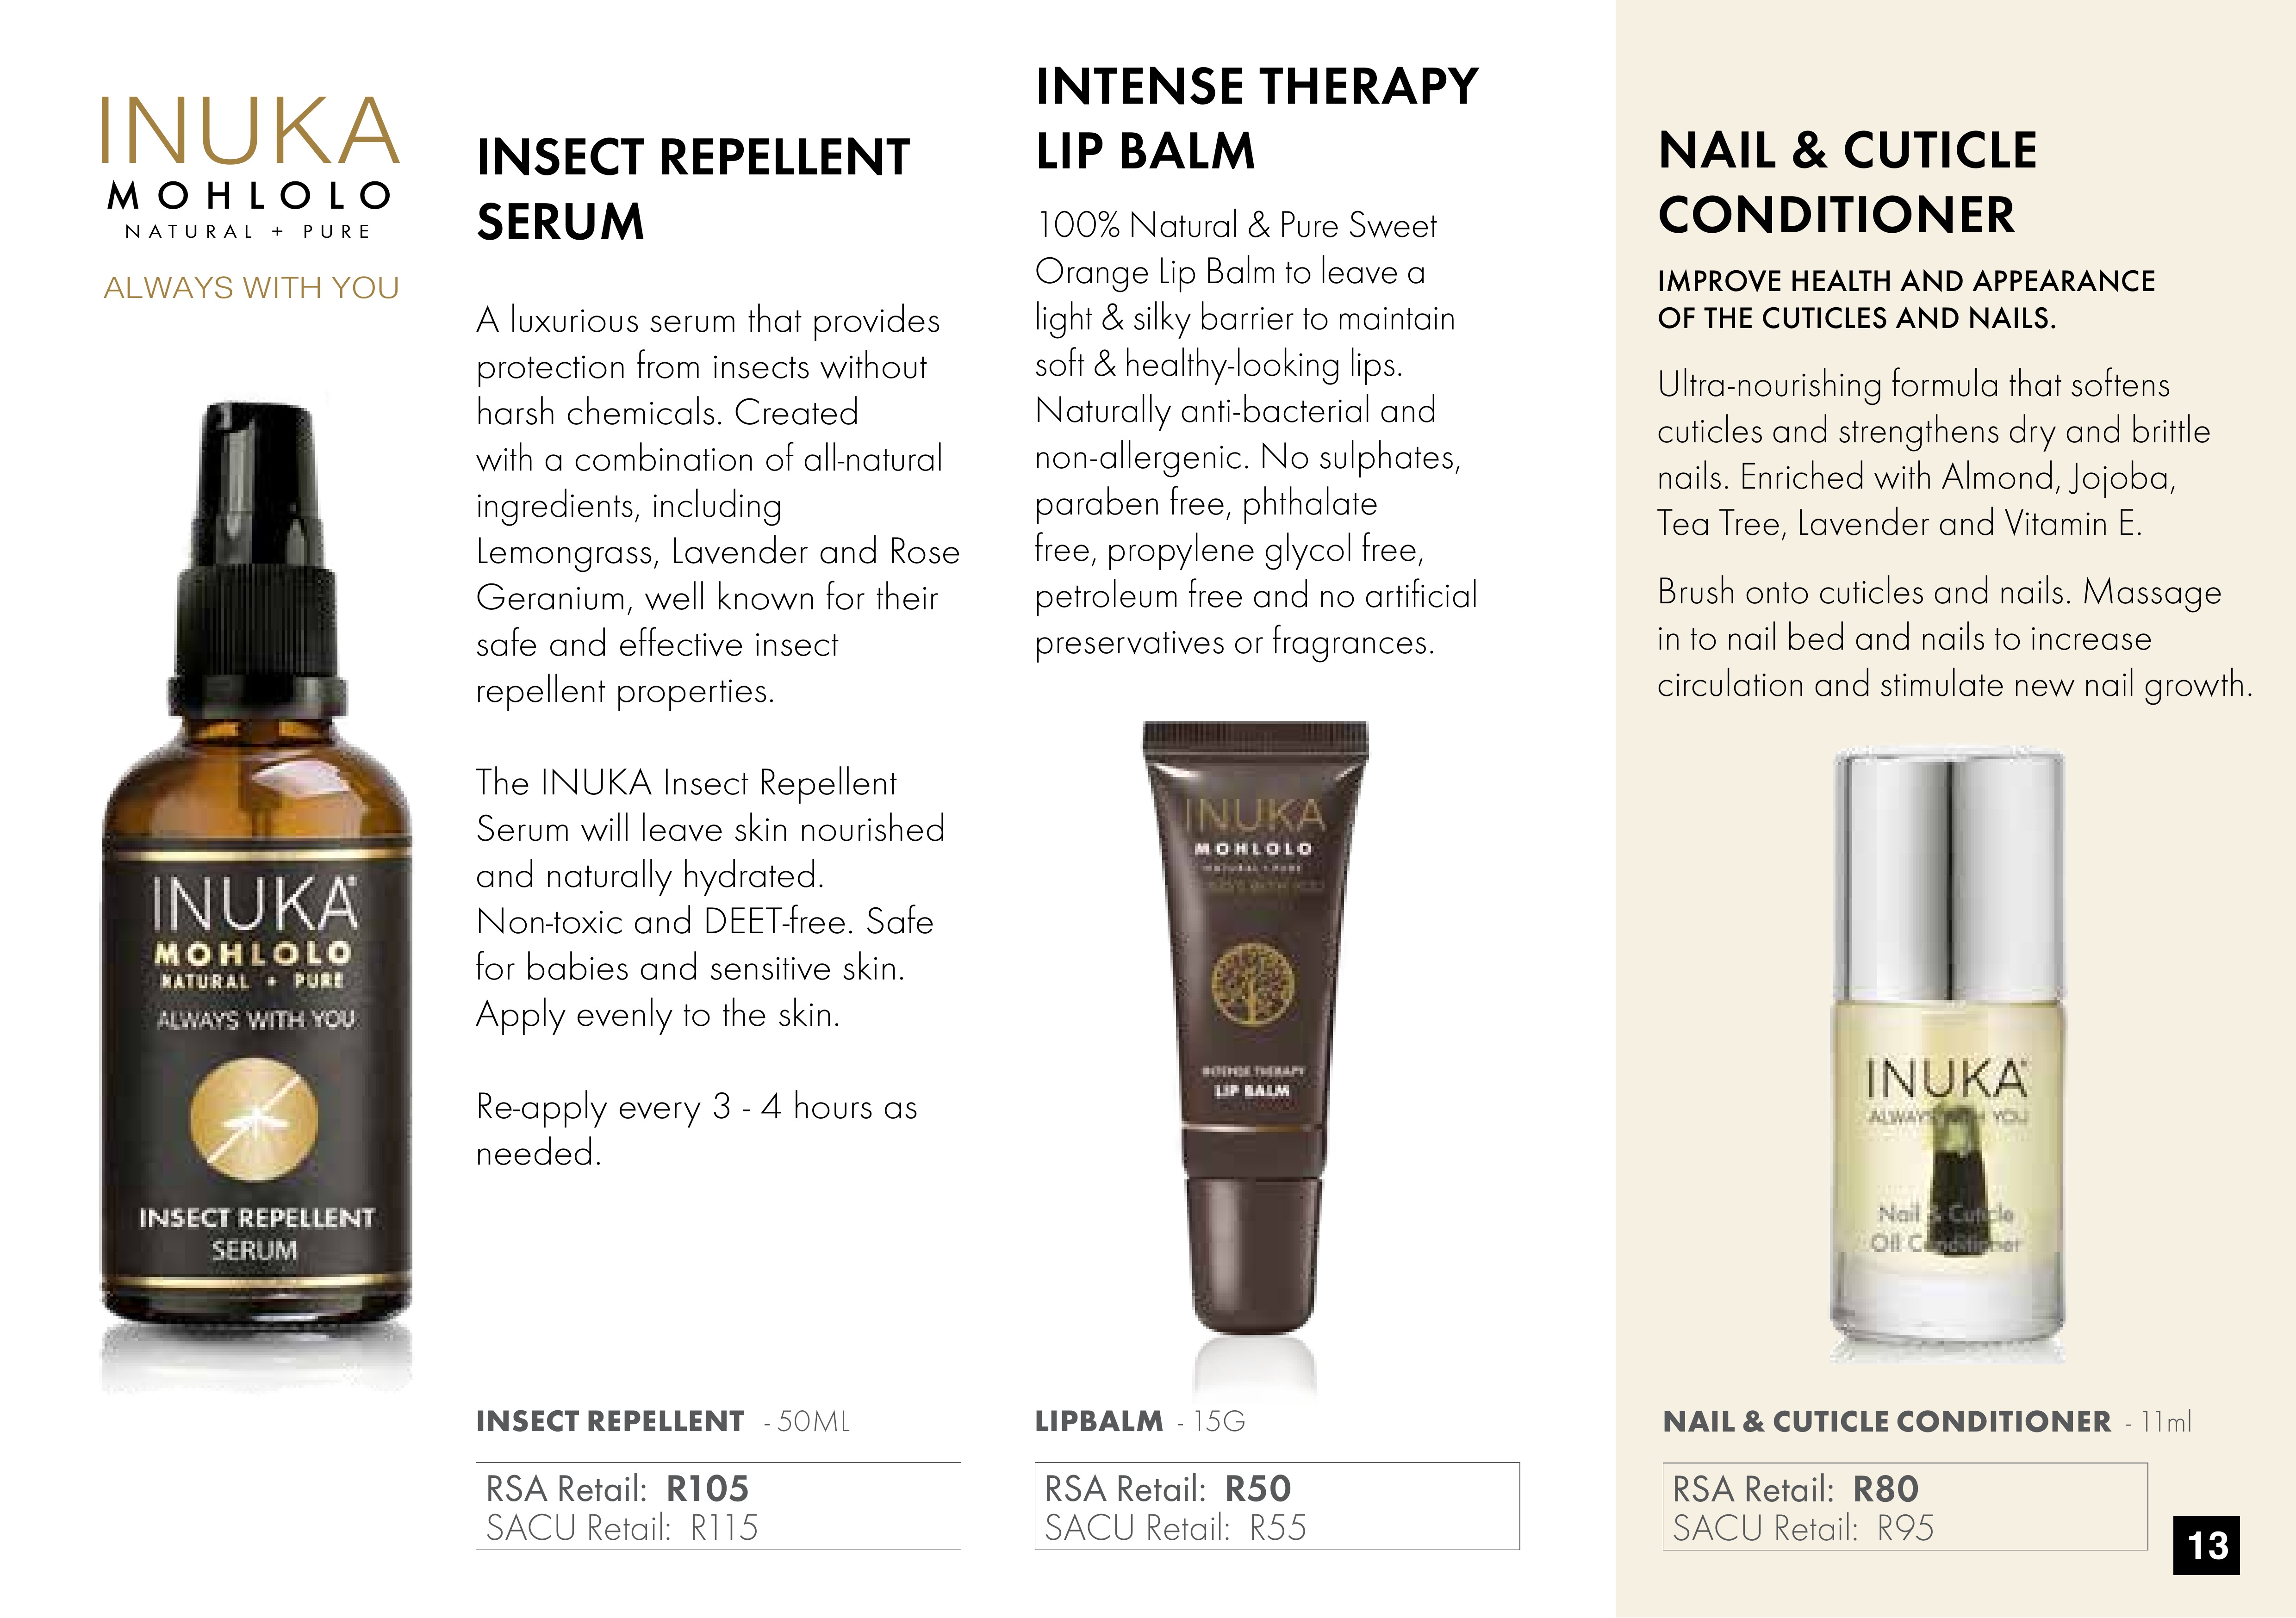 INUKA
MOHLOLO
NATURAL + PURE
ALWAYS WITH YOU
INUKA®
MOHLOLO
NATURAL + PURE
ALWAYS WITH YOU
INSECT REPELLENT
SERUM
INSECT REPELLENT
SERUM
A luxurious serum that provides
protection from insects without
harsh chemicals. Created
with a combination of all-natural
ingredients, including
Lemongrass, Lavender and Rose
Geranium, well known for their
safe and effective insect
repellent properties.
The INUKA Insect Repellent
Serum will leave skin nourished
and naturally hydrated.
Non-toxic and DEET-free. Safe
for babies and sensitive skin.
Apply evenly to the skin.
Re-apply every 3 - 4 hours as
needed.
INSECT REPELLENT - 50ML
RSA Retail: R105
SACU Retail: R115
INTENSE THERAPY
LIP BALM
100% Natural & Pure Sweet
Orange Lip Balm to leave a
light & silky barrier to maintain
soft & healthy-looking lips.
Naturally anti-bacterial and
non-allergenic. No sulphates,
paraben free, phthalate
free, propylene glycol free,
petroleum free and no artificial
preservatives or fragrances.
INUKA
MOHLOLO
NATURAL + PURE
ALWAYS WITH YOU
INTENSE THERAPY
LIP BALM
LIPBALM - 15G
RSA Retail: R50
SACU Retail: R55
NAIL & CUTICLE
CONDITIONER
IMPROVE HEALTH AND APPEARANCE
OF THE CUTICLES AND NAILS.
Ultra-nourishing formula that softens
cuticles and strengthens dry and brittle
nails. Enriched with Almond, Jojoba,
Tea Tree, Lavender and Vitamin E.
Brush onto cuticles and nails. Massage
in to nail bed and nails to increase
circulation and stimulate new nail growth.
INUKA®
ALWAYS WITH YOU
Nail & Cuticle
Oil Conditioner
NAIL & CUTICLE CONDITIONER - 11ml
RSA Retail: R80
SACU Retail: R95
13